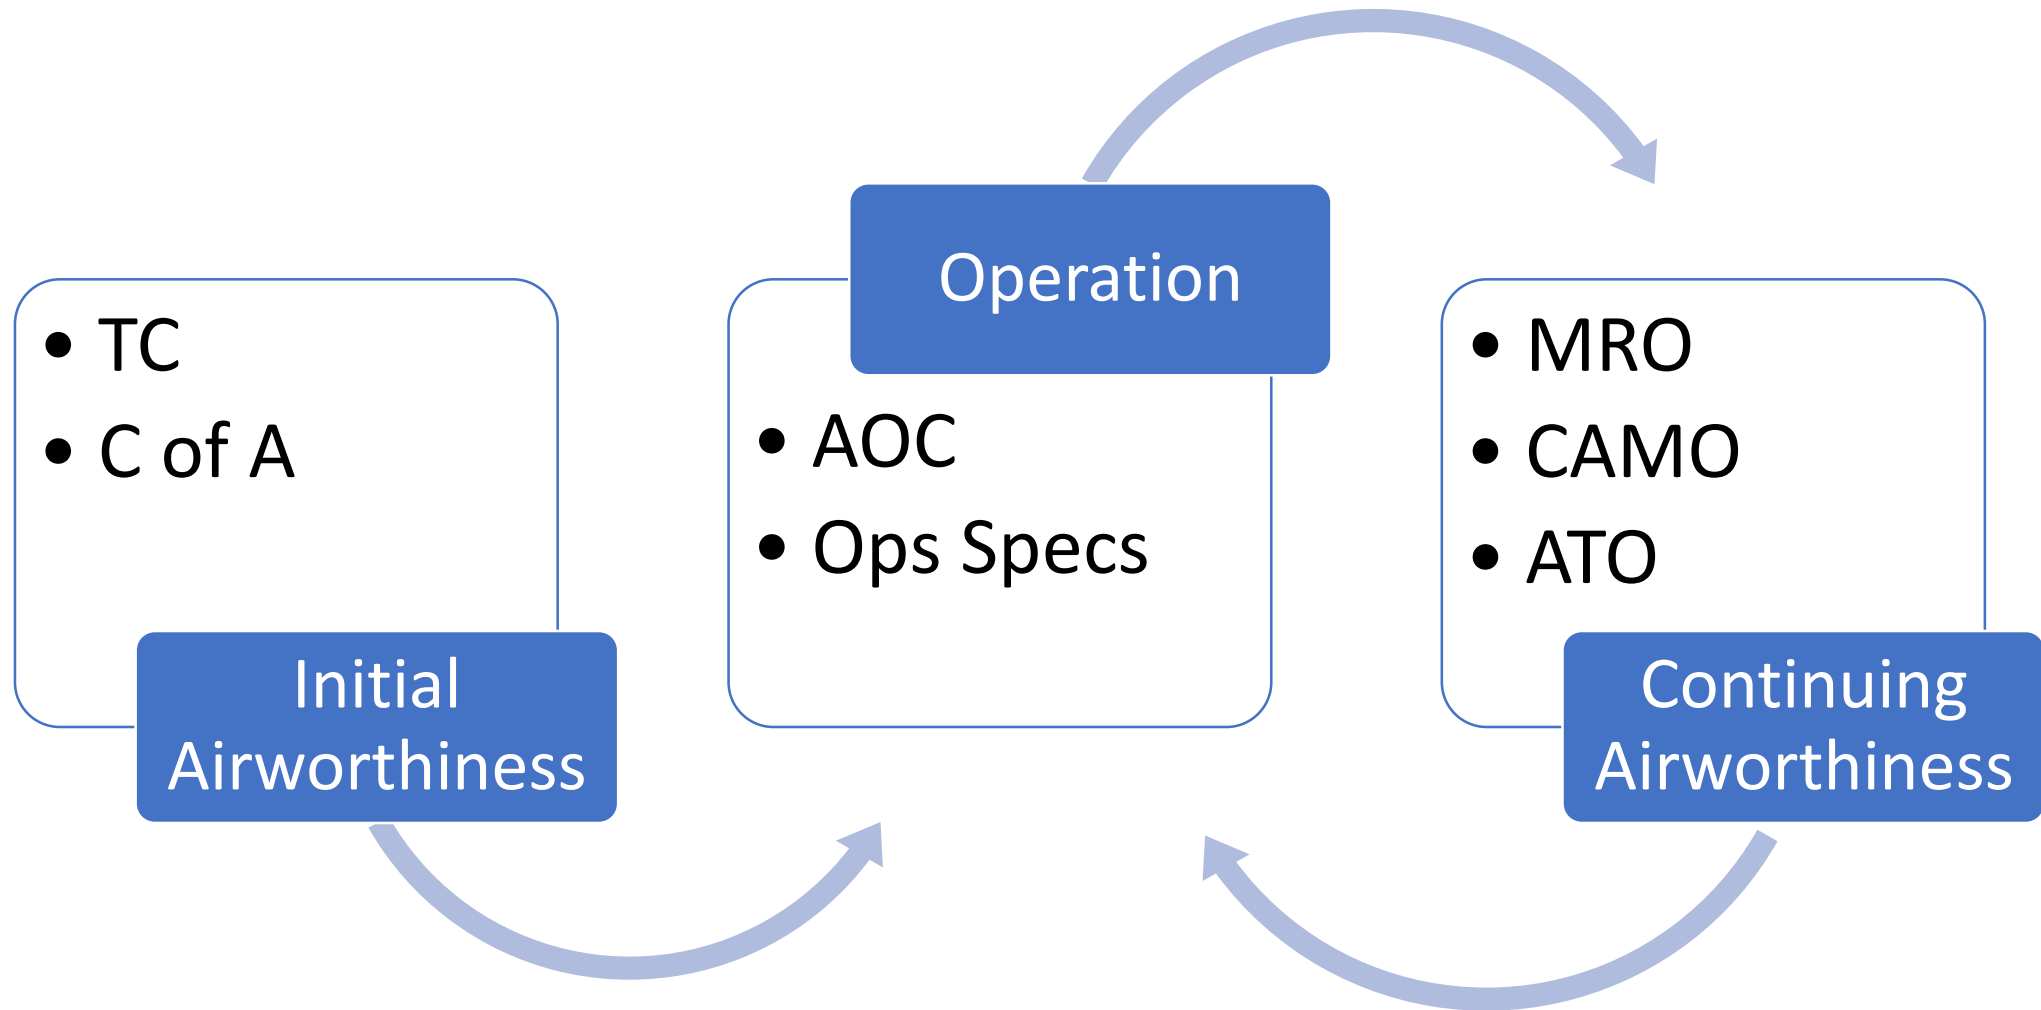 • TC
• C of A
Initial
Airworthiness
Operation
• AOC
• Ops Specs
• MRO
• CAMO
• ATO
Continuing
Airworthiness